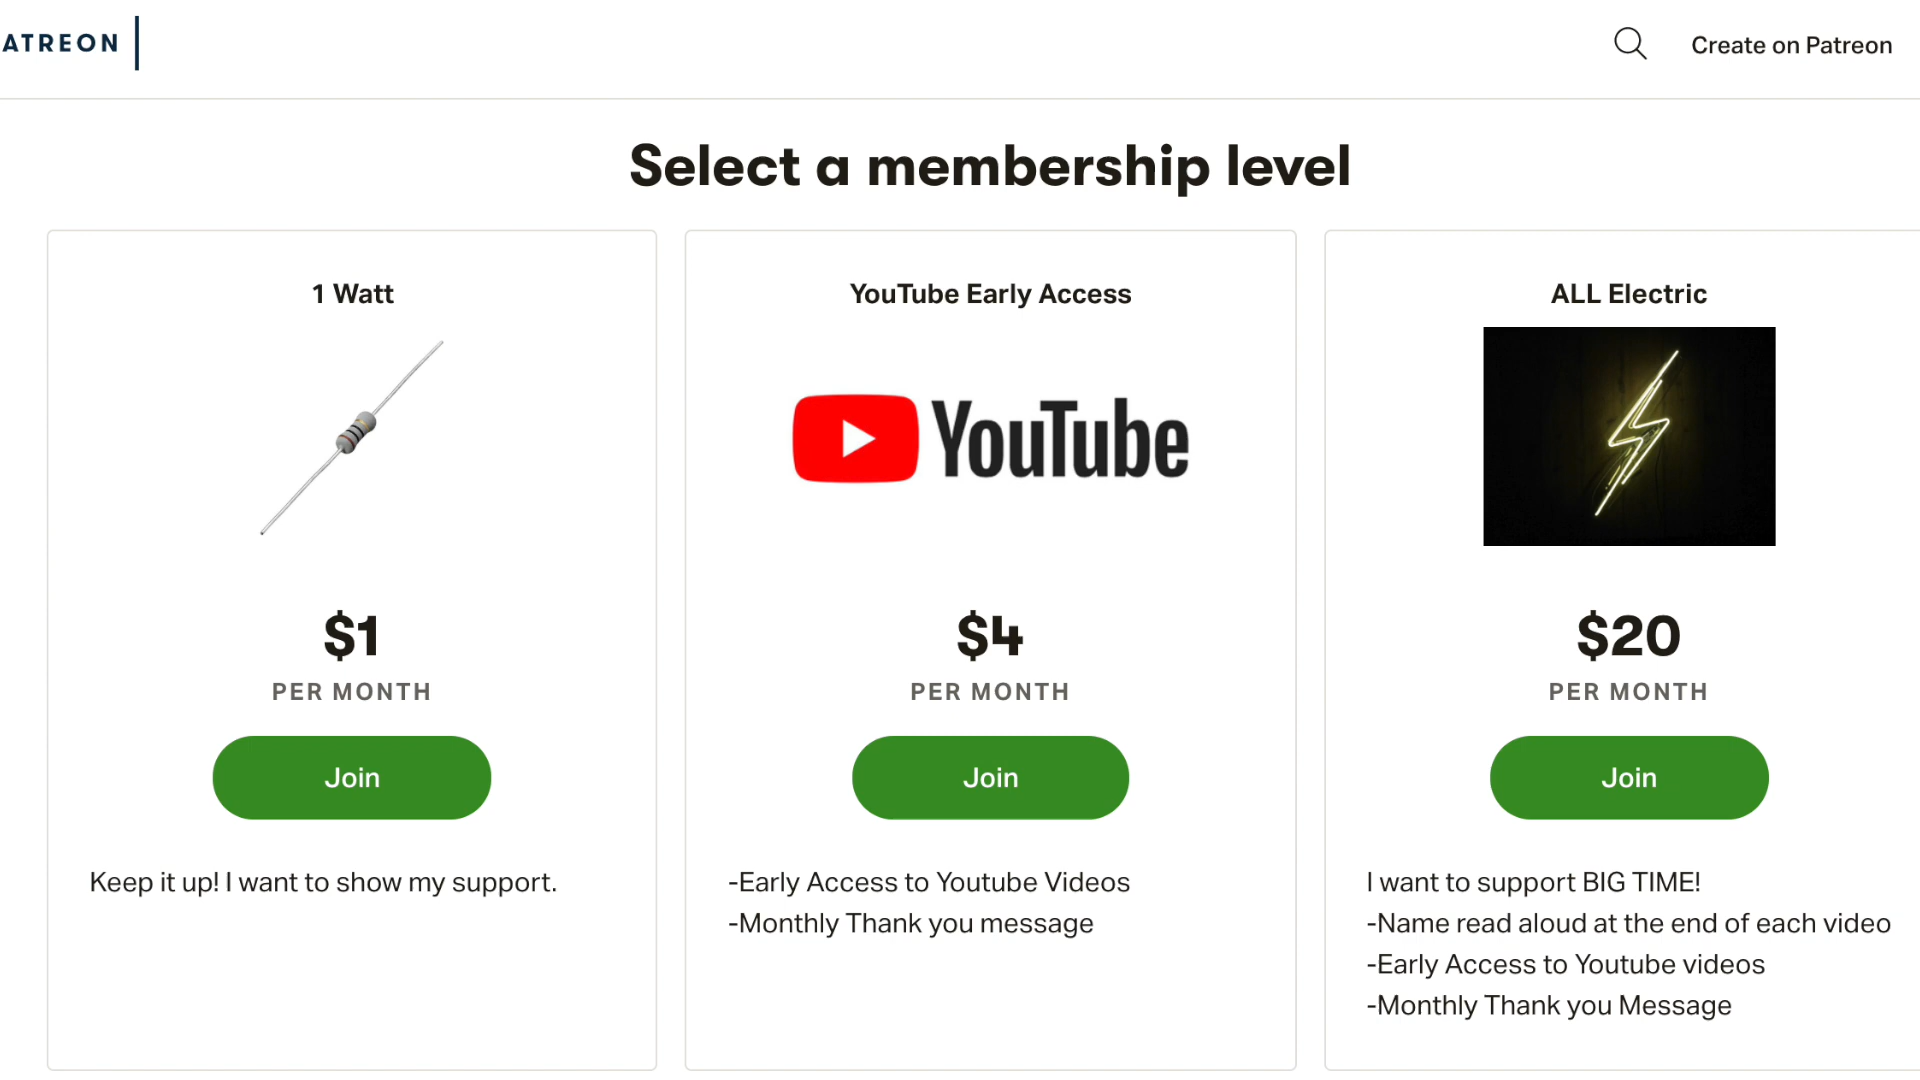 ATREON
Create on Patreon
Select a membership level
1 Watt
YouTube
$1
PER MONTH
Join
Keep it up! I want to show my support.
YouTube Early Access
YouTube
$4
PER MONTH
Join
-Early Access to Youtube Videos
-Monthly Thank you message
ALL Electric
$20
PER MONTH
Join
I want to support BIG TIME!
-Name read aloud at the end of each video
-Early Access to Youtube videos
-Monthly Thank you Message